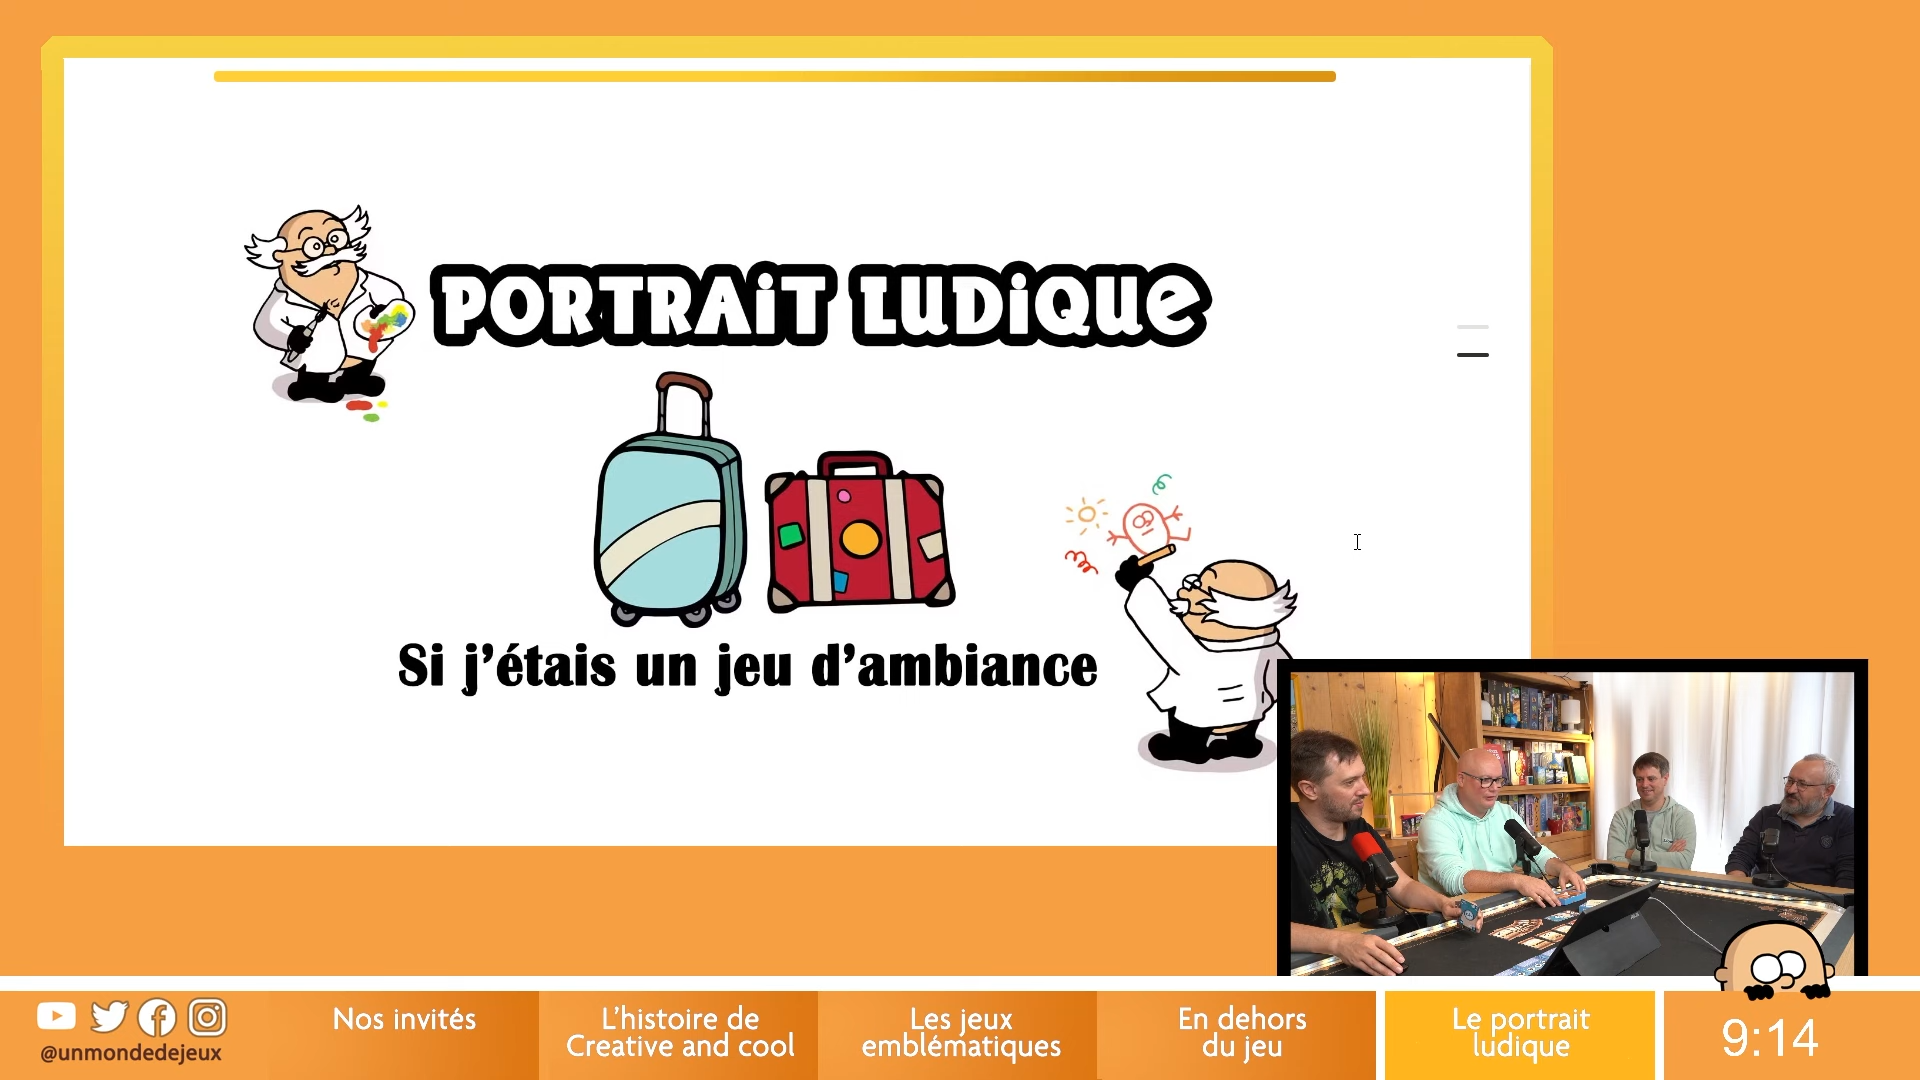 PORTRAiT LUDiQUE
Si j’étais un jeu d’ambiance
@unmondedejeux
Nos invités
L’histoire de
Creative and cool
Les jeux
emblématiques
En dehors
du jeu
Le portrait
ludique
9:14